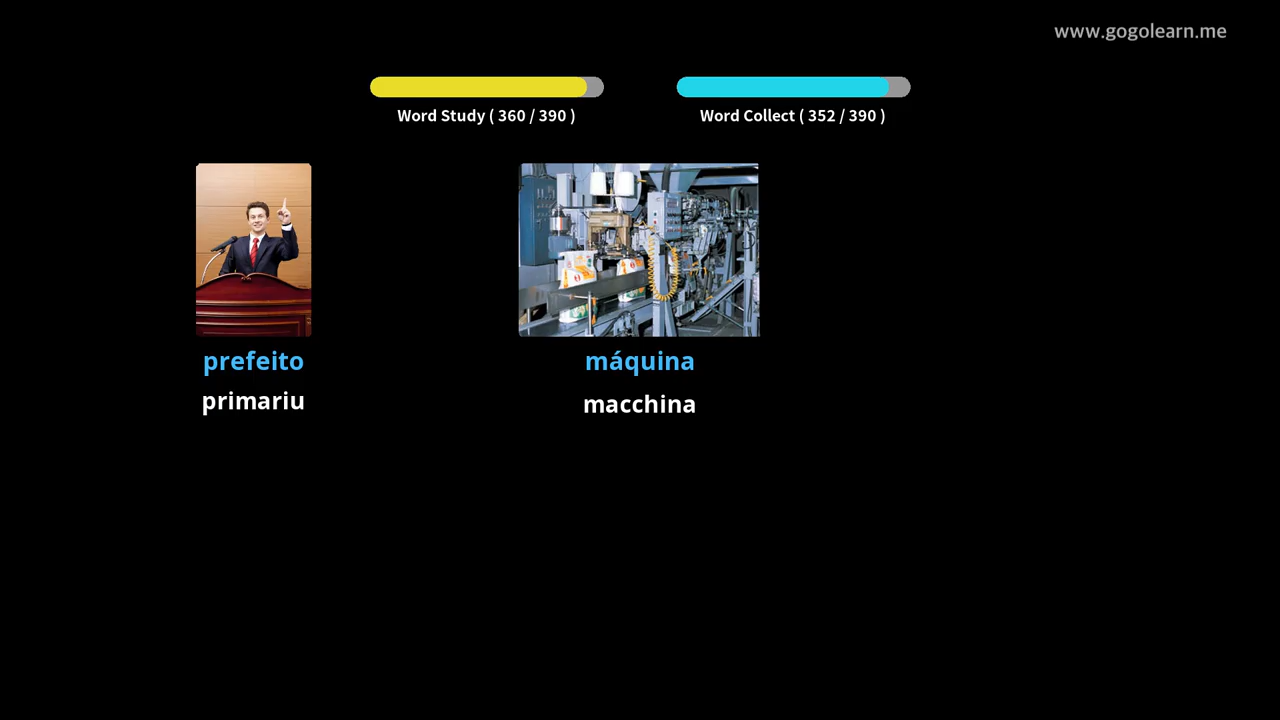 www.gogolearn.me
Word Study ( 360 / 390 )
Word Collect ( 352 / 390 )
prefeito
primariu
máquina
macchina